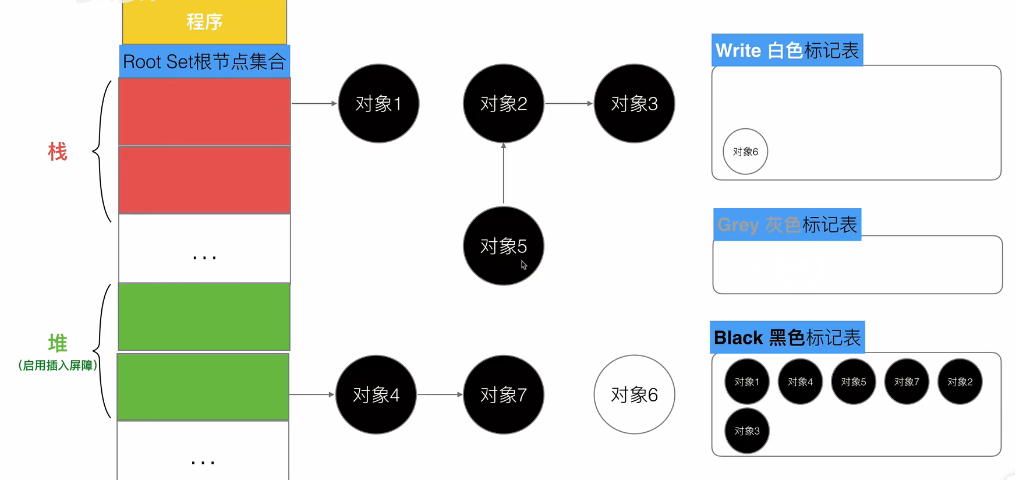 程序
Root Set根节点集合
栈
...
堆
(启用插入屏障)
...
对象1
对象2
对象3
对象5
对象4
对象7
对象6
Write 白色标记表
对象6
Grey 灰色标记表
Black 黑色标记表
对象1 对象4 对象5 对象7 对象2
对象3